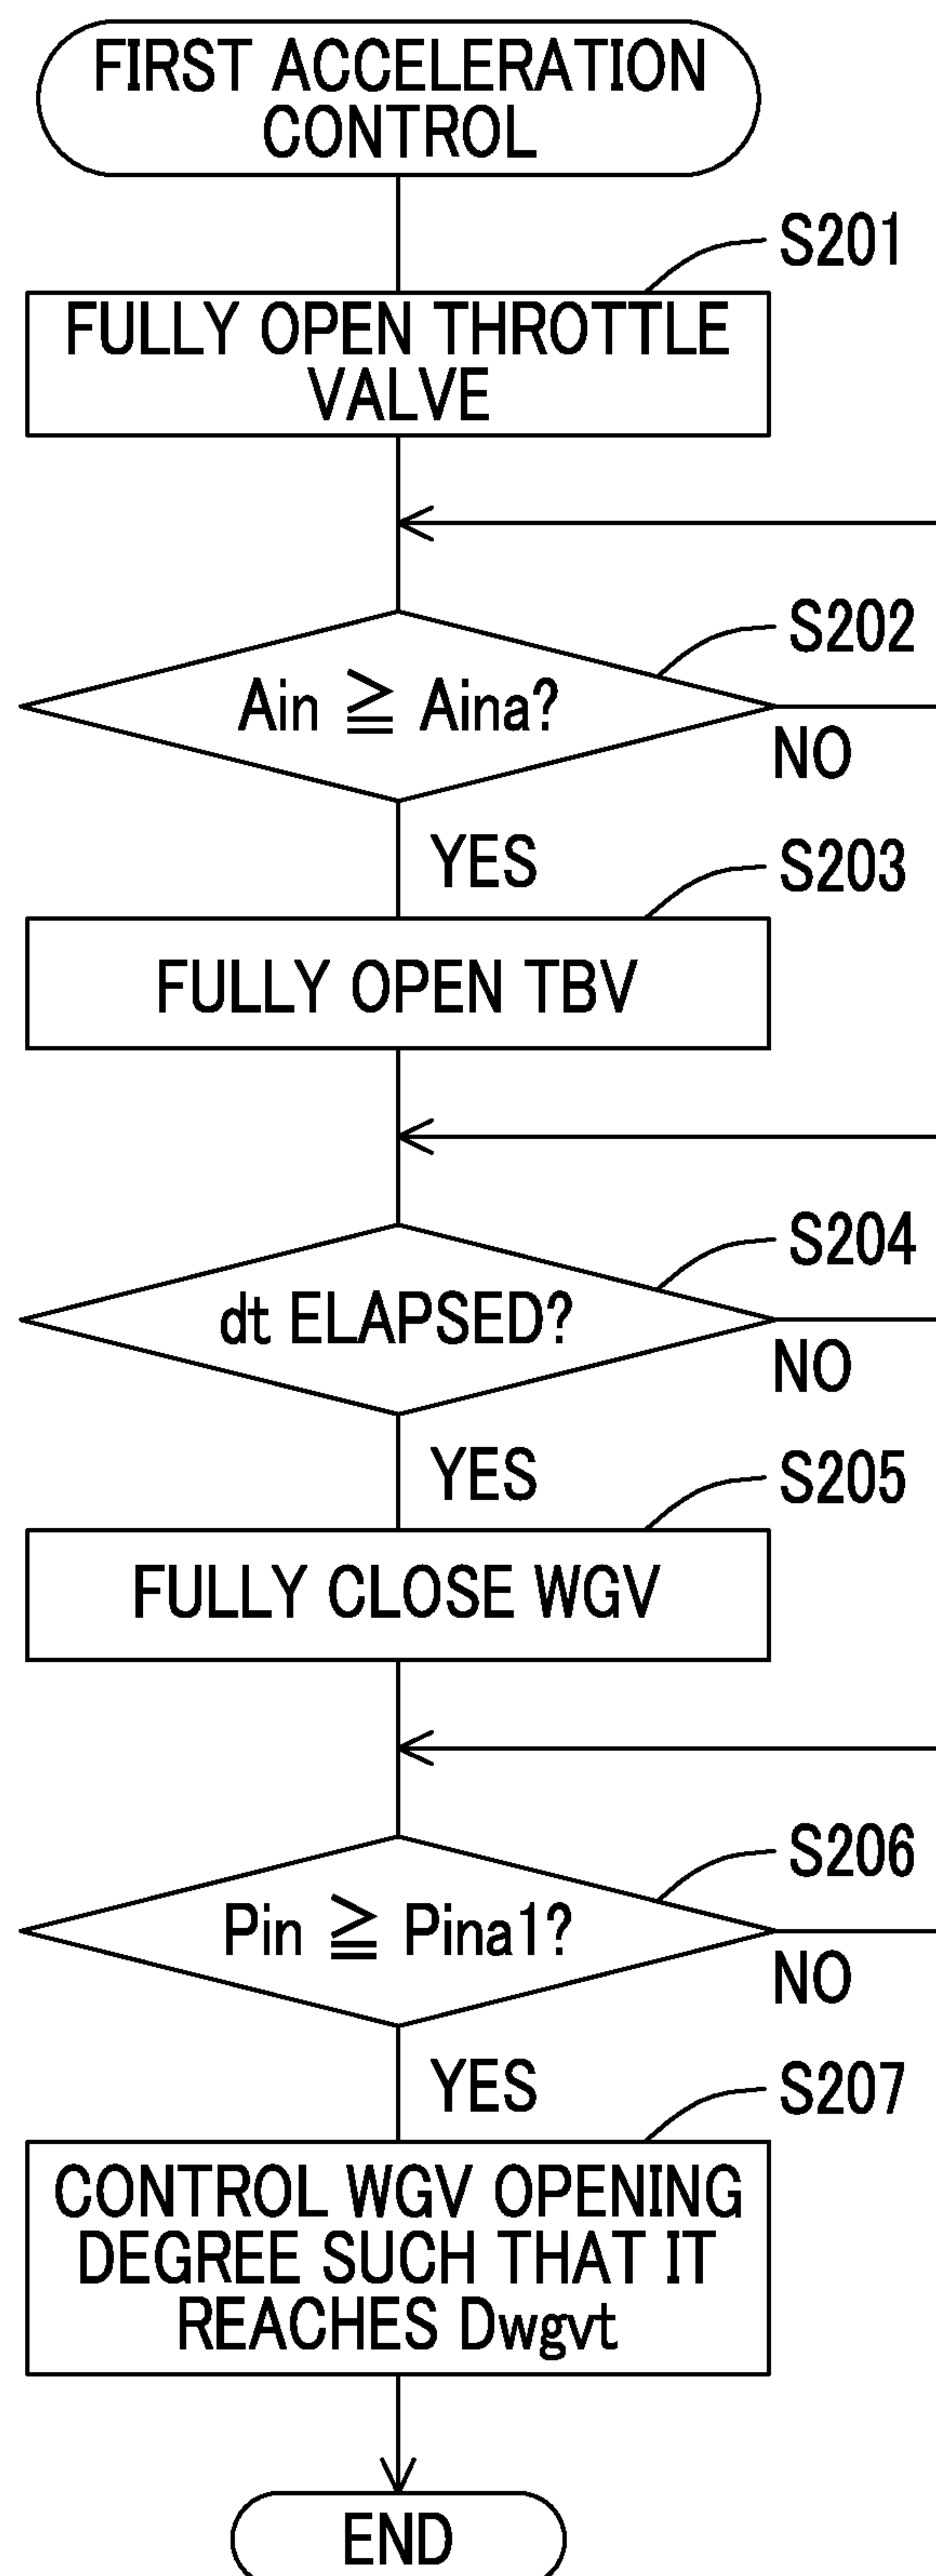 FIRST ACCELERATION
CONTROL
S201
FULLY OPEN THROTTLE
VALVE
S202
Ain ≧ Aina?
NO
YES
S203
FULLY OPEN TBV
S204
dt ELAPSED?
NO
YES
S205
FULLY CLOSE WGV
S206
Pin ≧ Pina1?
NO
YES
S207
CONTROL WGV OPENING
DEGREE SUCH THAT IT
REACHES Dwgvt
END